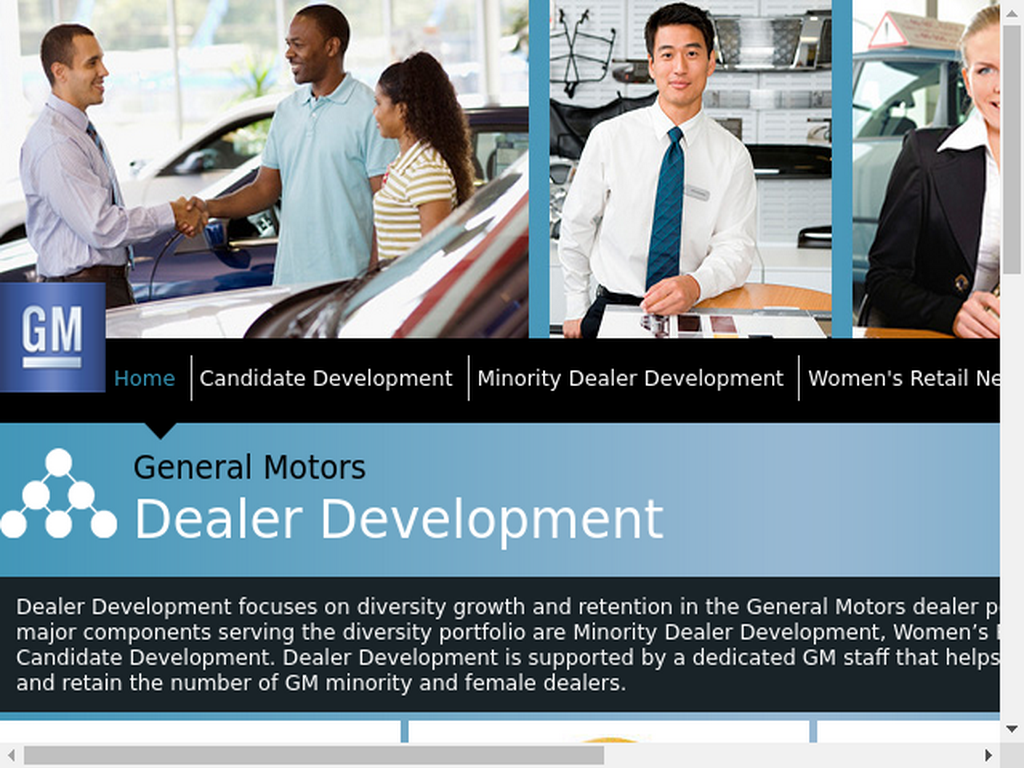 GM
Home
Candidate Development
Minority Dealer Development
Women's Retail
General Motors
Dealer Development
Dealer Development focuses on diversity growth and retention in the General Motors dealer
major components serving the diversity portfolio are Minority Dealer Development, Women’s
Candidate Development. Dealer Development is supported by a dedicated GM staff that helps
and retain the number of GM minority and female dealers.